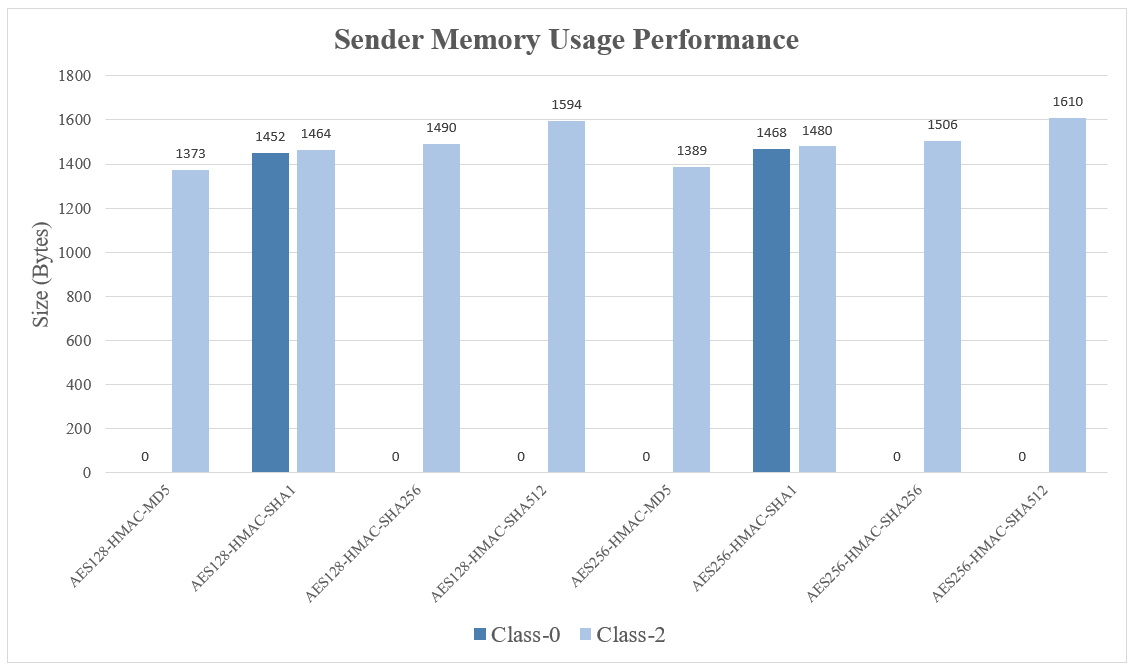 Sender Memory Usage Performance
Size (Bytes)
1800
1600
1400
1200
1000
800
600
400
200
0
0
1373
1452
1464
0
1490
0
1594
0
1389
1468
1480
0
1506
0
1610
AES128-HMAC-MD5
AES128-HMAC-SHA1
AES128-HMAC-SHA256
AES128-HMAC-SHA512
AES256-HMAC-MD5
AES256-HMAC-SHA1
AES256-HMAC-SHA256
AES256-HMAC-SHA512
Class-0 Class-2